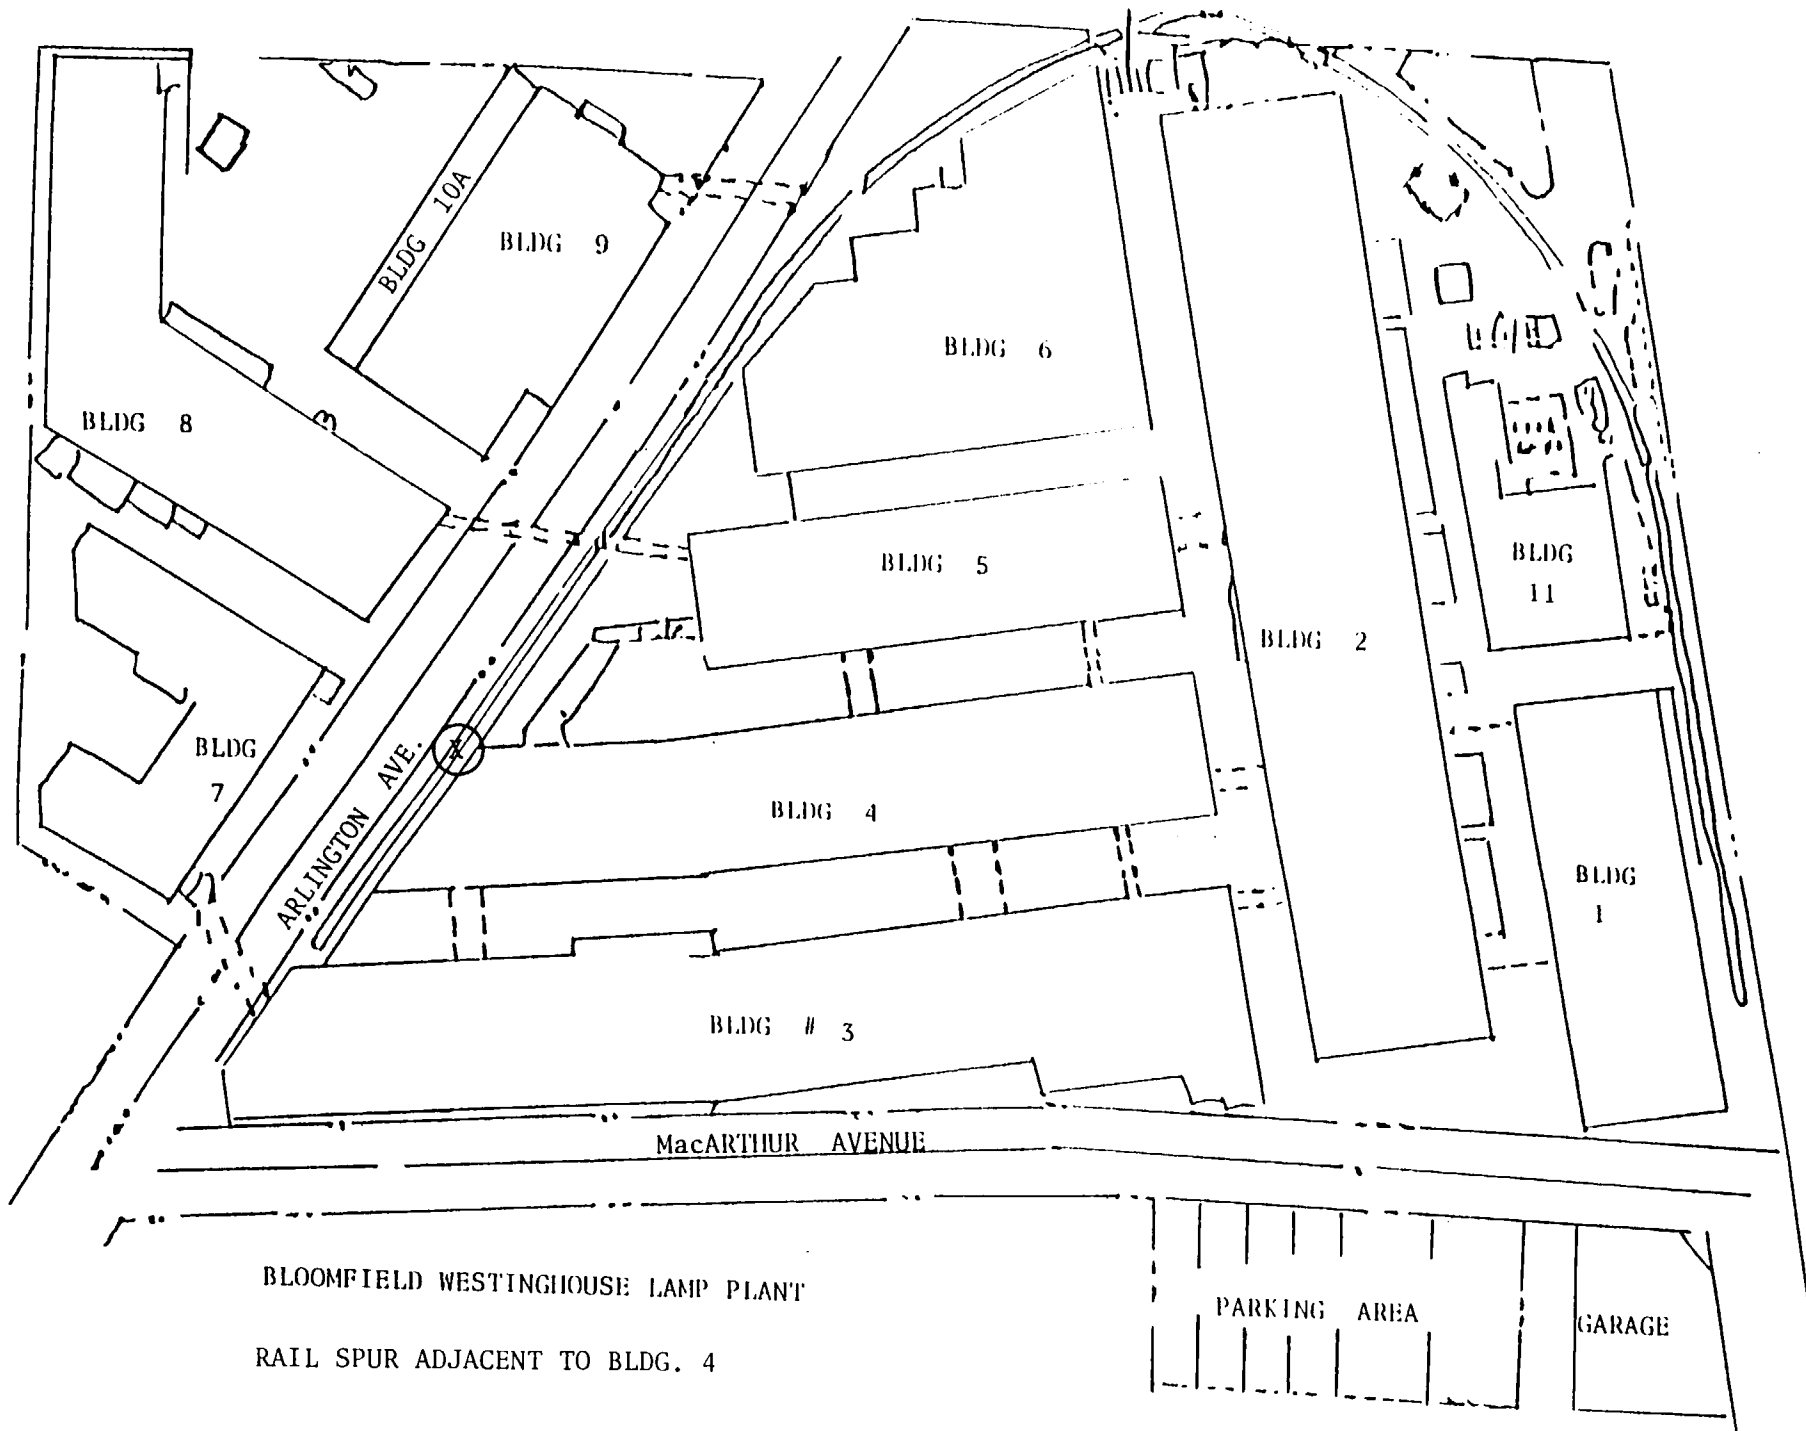 BLDG 10A
BLDG 9
BLDG 6
BLDG 8
BLDG 5
BLDG
11
BLDG 2
BLDG
7
ARLINGTON AVE.
X
BLDG 4
BLDG
1
BLDG # 3
MacARTHUR AVENUE
BLOOMFIELD WESTINGHOUSE LAMP PLANT
RAIL SPUR ADJACENT TO BLDG. 4
PARKING AREA
GARAGE